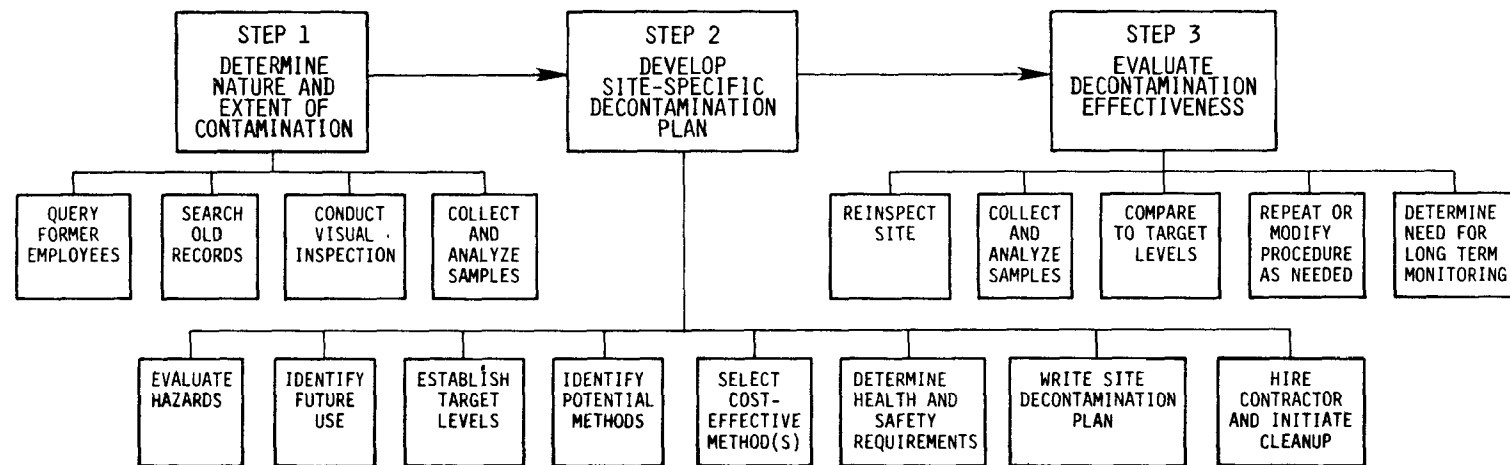 STEP 1
DETERMINE
NATURE AND
EXTENT OF
CONTAMINATION
STEP 2
DEVELOP
SITE-SPECIFIC
DECONTAMINATION
PLAN
STEP 3
EVALUATE
DECONTAMINATION
EFFECTIVENESS
QUERY
FORMER
EMPLOYEES
SEARCH
OLD
RECORDS
CONDUCT
VISUAL
INSPECTION
COLLECT
AND
ANALYZE
SAMPLES
REINSPECT
SITE
COLLECT
AND
ANALYZE
SAMPLES
COMPARE
TO TARGET
LEVELS
REPEAT OR
MODIFY
PROCEDURE
AS NEEDED
DETERMINE
NEED FOR
LONG TERM
MONITORING
EVALUATE
HAZARDS
IDENTIFY
FUTURE
USE
ESTABLISH
TARGET
LEVELS
IDENTIFY
POTENTIAL
METHODS
SELECT
COST-
EFFECTIVE
METHOD(S)
DETERMINE
HEALTH AND
SAFETY
REQUIREMENTS
WRITE SITE
DECONTAMINATION
PLAN
HIRE
CONTRACTOR
AND INITIATE
CLEANUP